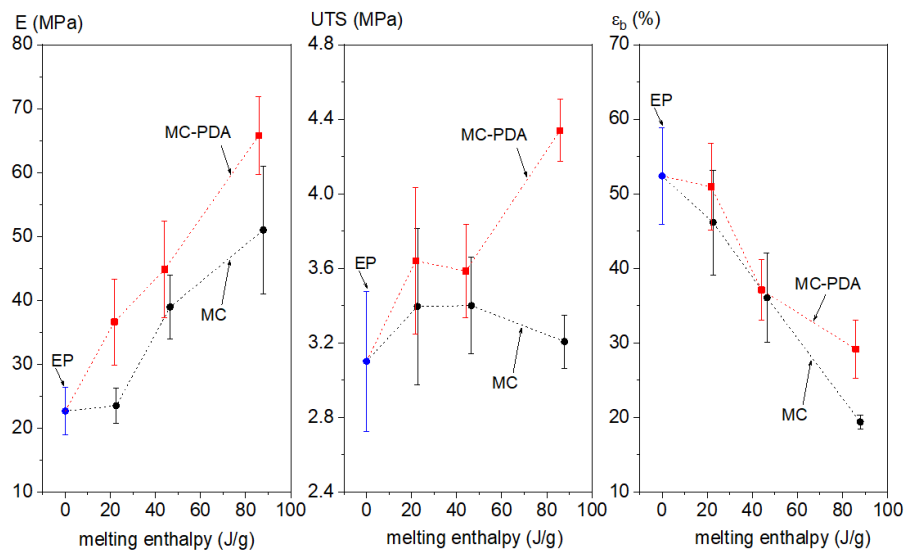 E (MPa)
80
70
60
50
40
30
20
10
MC-PDA
MC
EP
0 20 40 60 80 100
melting enthalpy (J/g)
UTS (MPa)
4.8
4.4
4.0
3.6
3.2
2.8
2.4
MC-PDA
EP
MC
0 20 40 60 80 100
melting enthalpy (J/g)
εb (%)
70
60
50
40
30
20
10
EP
MC-PDA
MC
0 20 40 60 80 100
melting enthalpy (J/g)